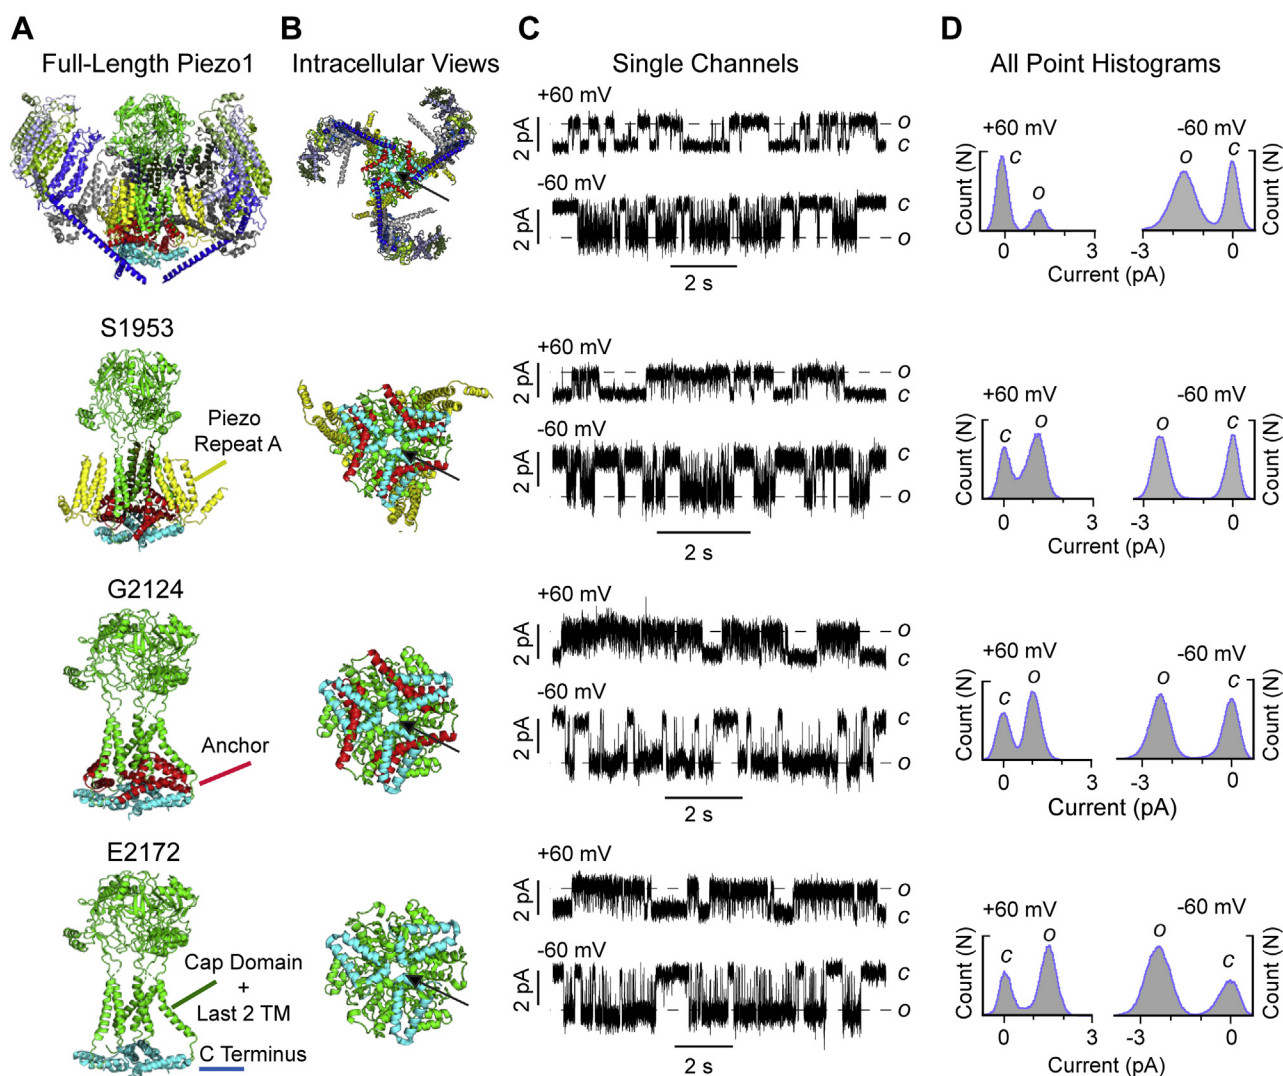 A
B
C
D
Full-Length Piezo1
Intracellular Views
Single Channels
All Point Histograms
+60 mV
2 pA
o
c
-60 mV
2 pA
c
o
2 s
+60 mV
-60 mV
Count (N)
c
o
o
c
Count (N)
0
3
-3
0
Current (pA)
S1953
Piezo
Repeat A
+60 mV
2 pA
o
c
-60 mV
2 pA
c
o
2 s
+60 mV
-60 mV
Count (N)
c
o
o
c
Count (N)
0
3
-3
0
Current (pA)
G2124
Anchor
+60 mV
2 pA
o
c
-60 mV
2 pA
c
o
2 s
+60 mV
-60 mV
Count (N)
c
o
o
c
Count (N)
0
3
-3
0
Current (pA)
E2172
Cap Domain
+
Last 2 TM
C Terminus
+60 mV
2 pA
o
c
-60 mV
2 pA
c
o
2 s
+60 mV
-60 mV
Count (N)
c
o
o
c
Count (N)
0
3
-3
0
Current (pA)